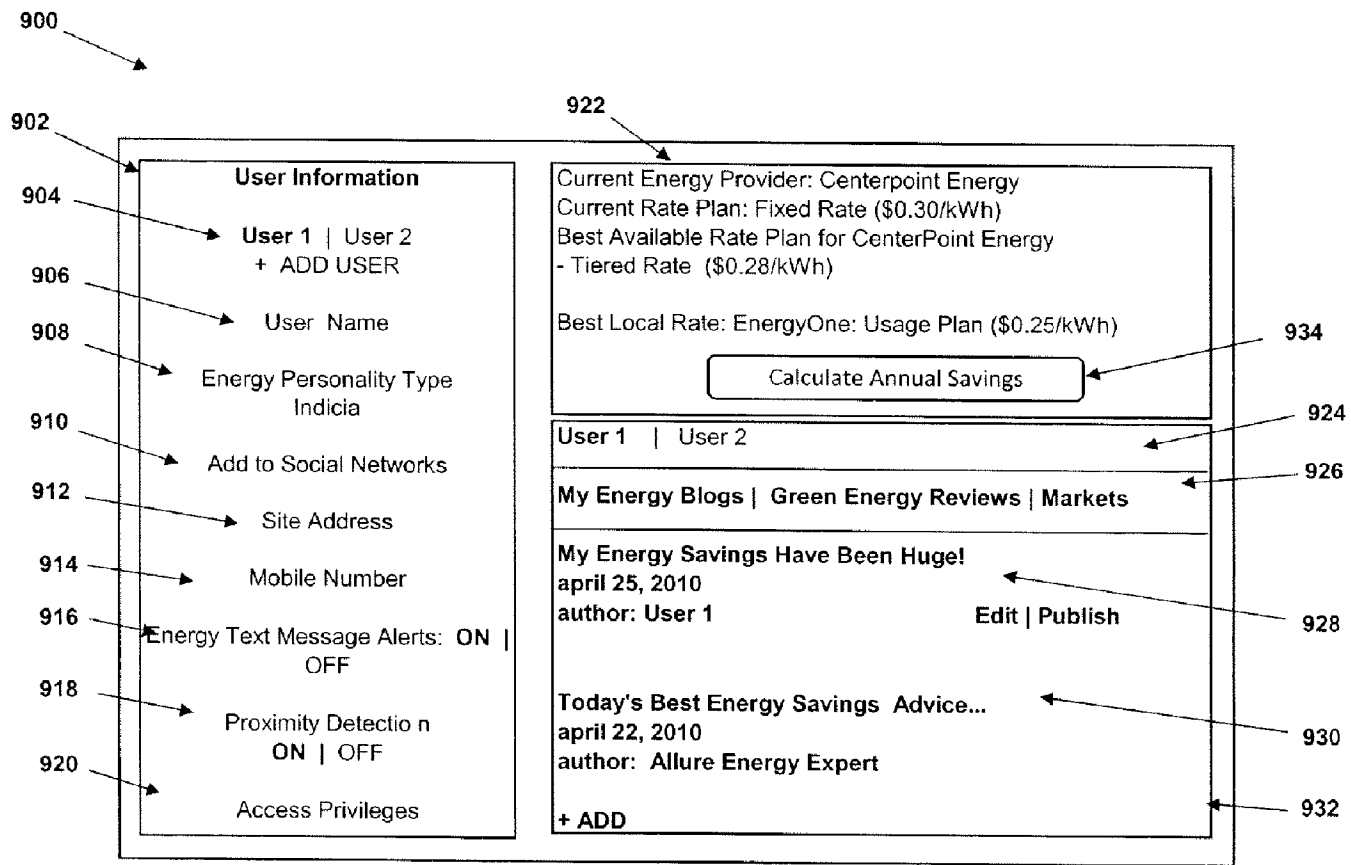 900
902
922
User Information
904
User 1 | User 2
+ ADD USER
906
User Name
908
Energy Personality Type
Indicia
910
Add to Social Networks
912
Site Address
914
Mobile Number
916
Energy Text Message Alerts: ON |
OFF
918
Proximity Detectio n
ON | OFF
920
Access Privileges
Current Energy Provider: Centerpoint Energy
Current Rate Plan: Fixed Rate ($0.30/kWh)
Best Available Rate Plan for CenterPoint Energy
- Tiered Rate ($0.28/kWh)
Best Local Rate: EnergyOne: Usage Plan ($0.25/kWh)
934
Calculate Annual Savings
924
User 1 | User 2
926
My Energy Blogs | Green Energy Reviews | Markets
My Energy Savings Have Been Huge!
april 25, 2010
author: User 1 Edit | Publish
928
Today's Best Energy Savings Advice...
april 22, 2010
930
author: Allure Energy Expert
932
+ ADD